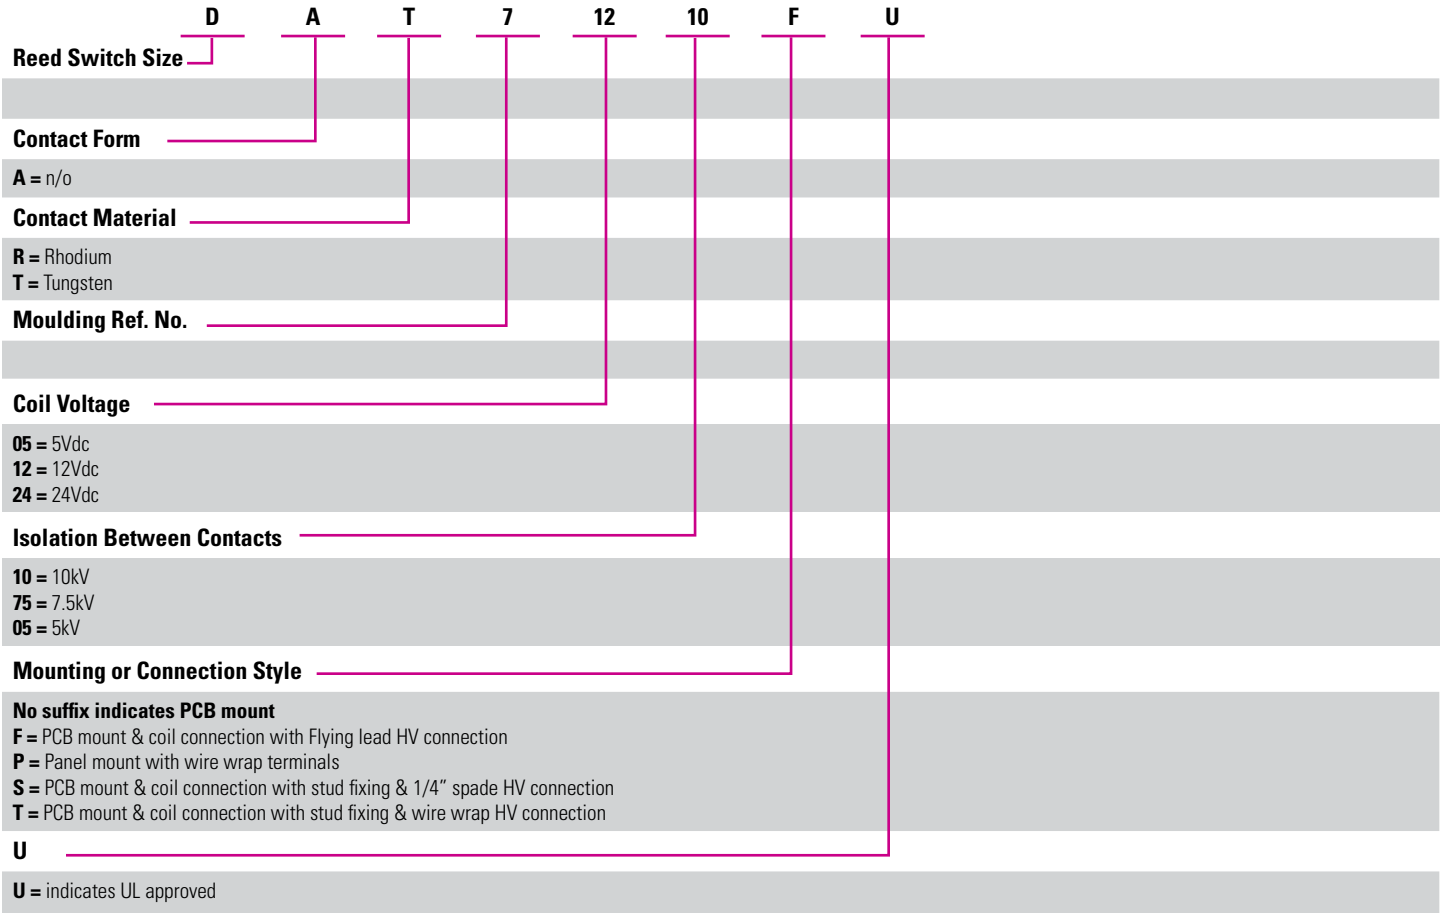 D A T 7 12 10 F U
Reed Switch Size
Contact Form
A = n/o
Contact Material
R = Rhodium
T = Tungsten
Moulding Ref. No.
Coil Voltage
05 = 5Vdc
12 = 12Vdc
24 = 24Vdc
Isolation Between Contacts
10 = 10kV
75 = 7.5kV
05 = 5kV
Mounting or Connection Style
No suffix indicates PCB mount
F = PCB mount & coil connection with Flying lead HV connection
P = Panel mount with wire wrap terminals
S = PCB mount & coil connection with stud fixing & 1/4” spade HV connection
T = PCB mount & coil connection with stud fixing & wire wrap HV connection
U
U = indicates UL approved